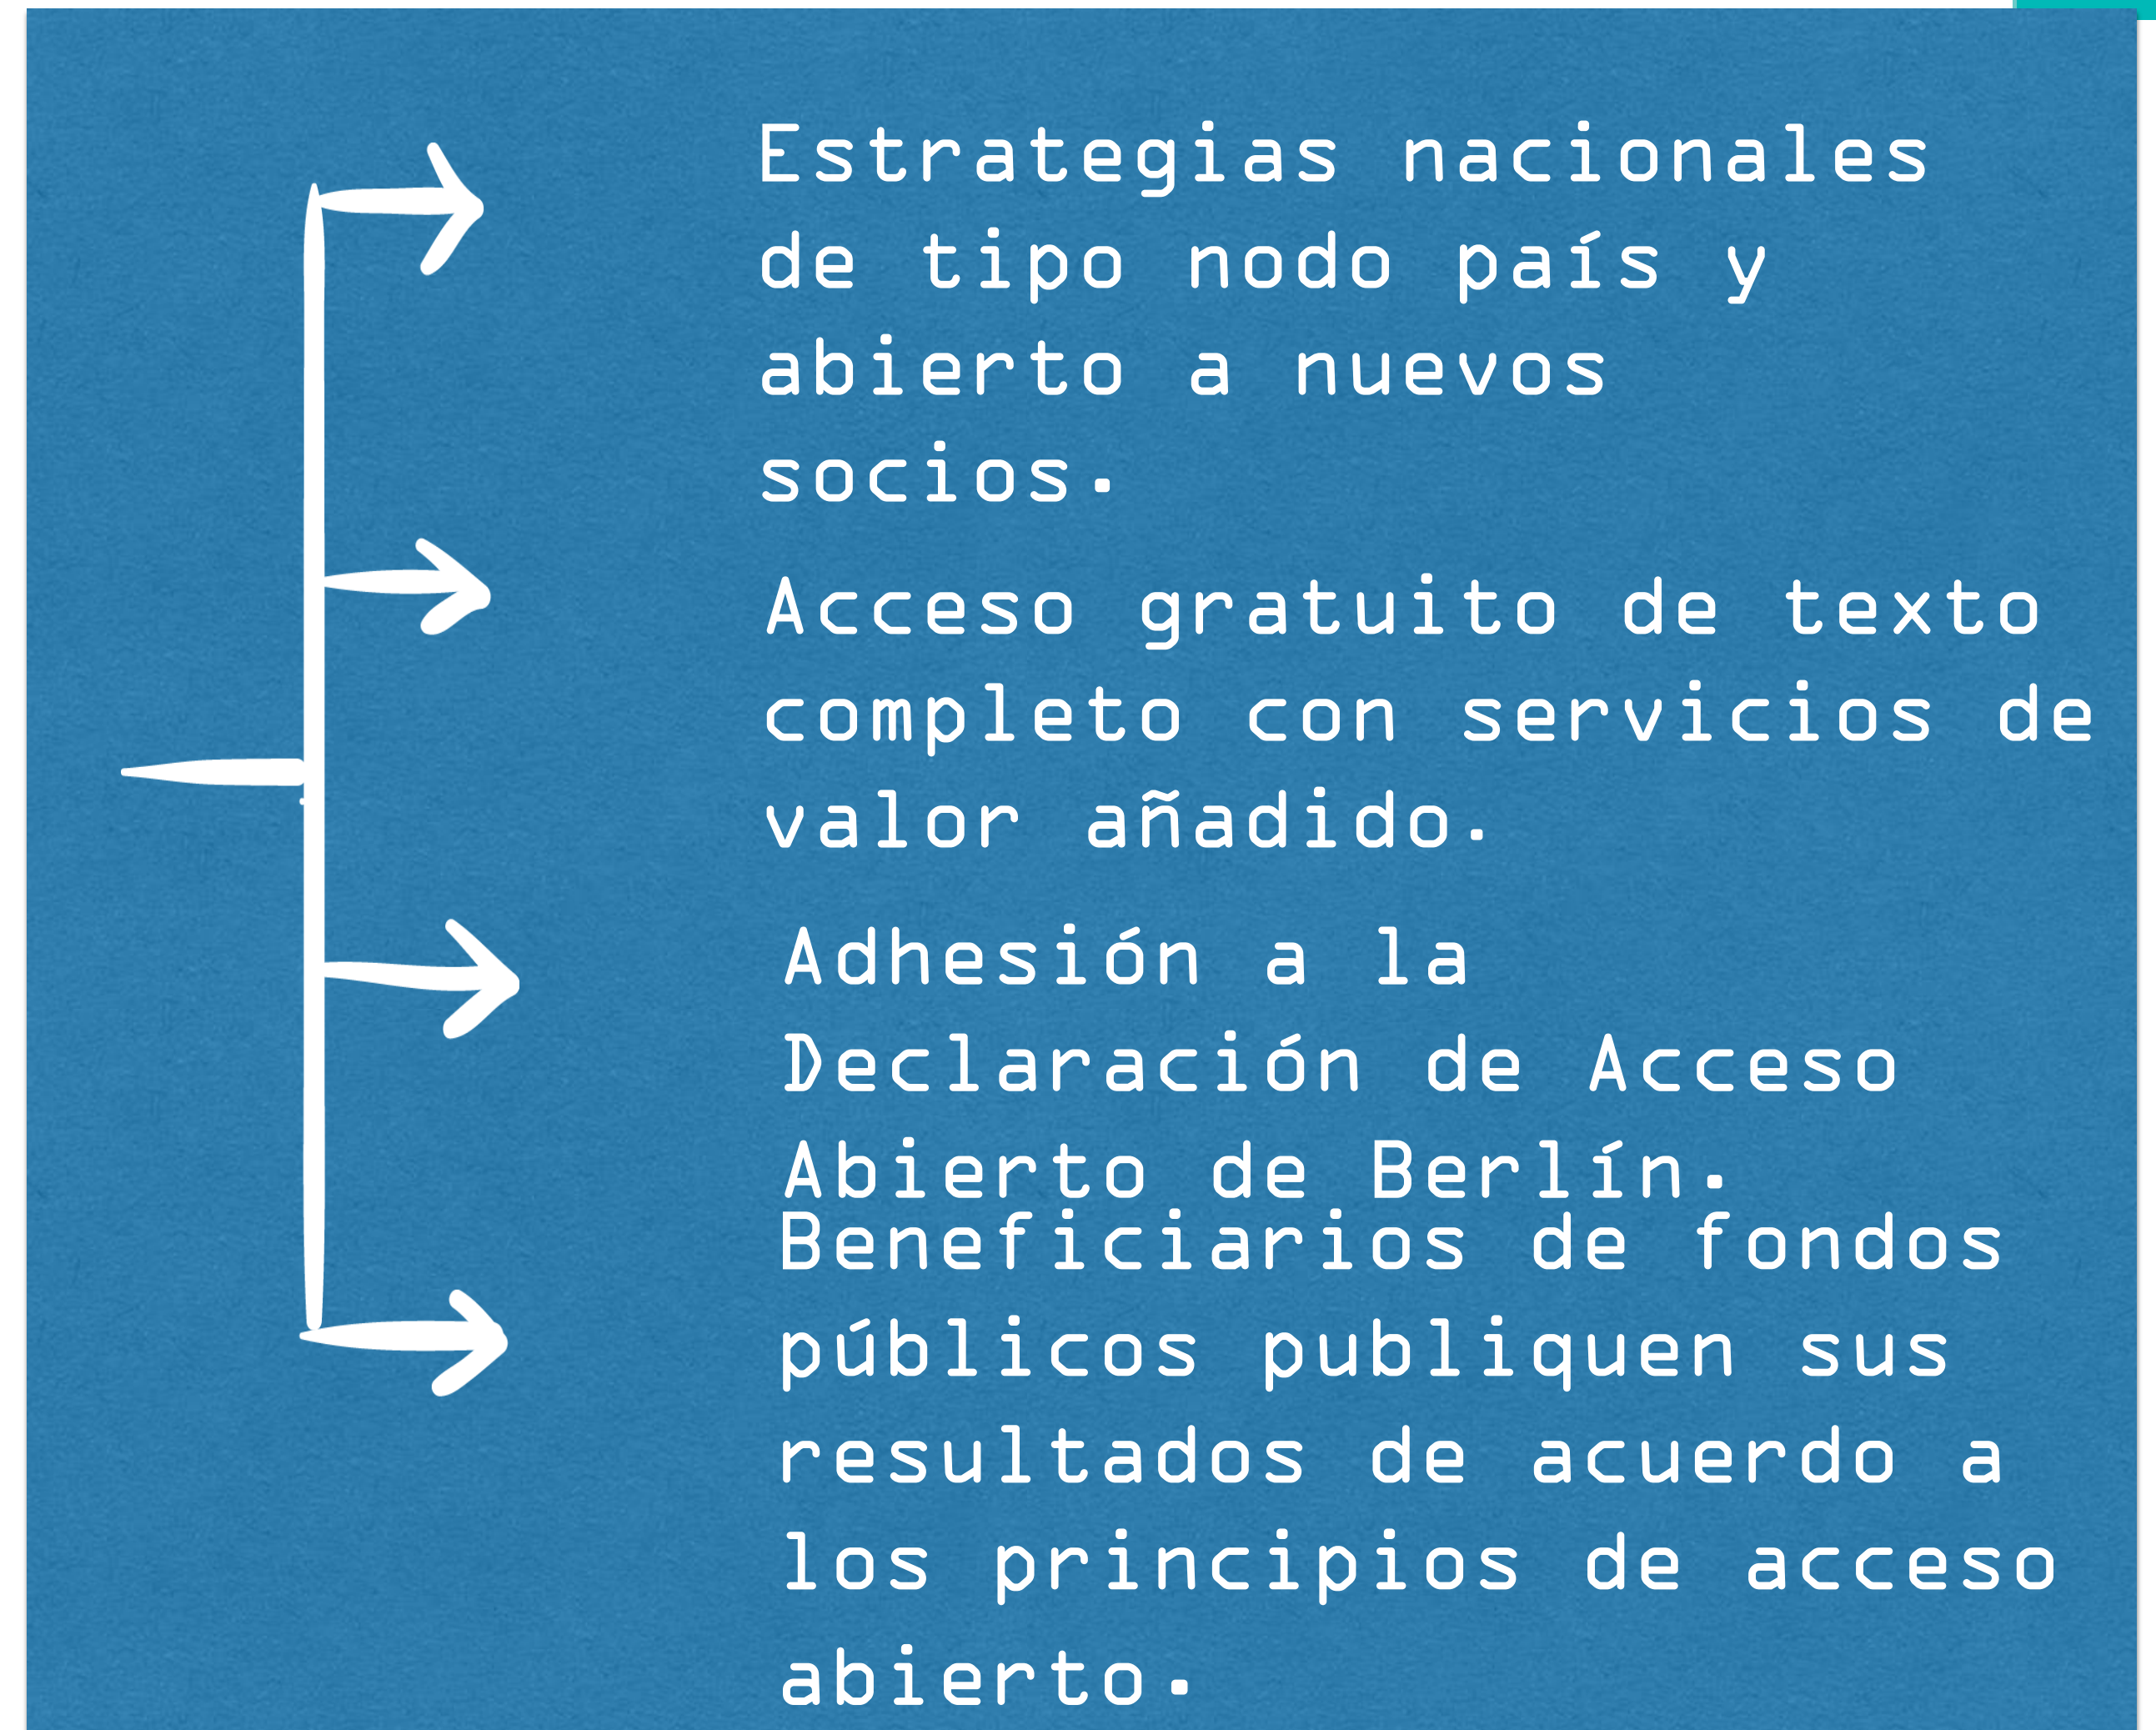 Estrategias nacionales
de tipo nodo país y
abierto a nuevos
socios.
Acceso gratuito de texto
completo con servicios de
valor añadido.
Adhesión a la
Declaración de Acceso
Abierto de Berlín.
Beneficiarios de fondos
públicos publiquen sus
resultados de acuerdo a
los principios de acceso
abierto.